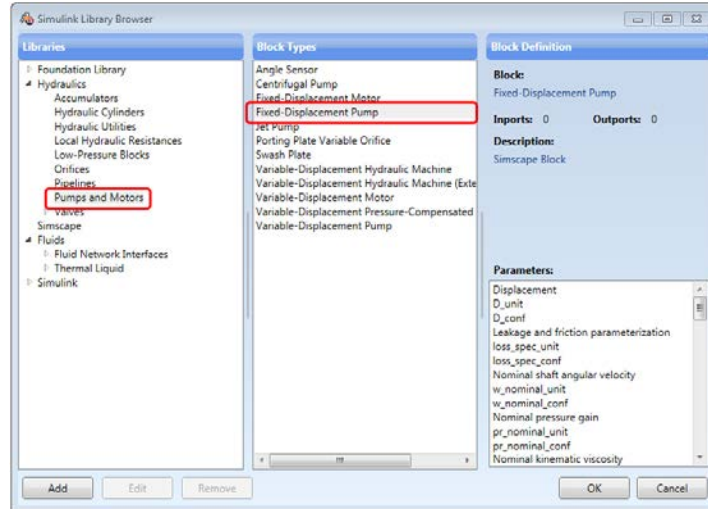 Simulink Library Browser
Libraries
Foundation Library
Hydraulics
Accumulators
Hydraulic Cylinders
Hydraulic Utilities
Local Hydraulic Resistances
Low-Pressure Blocks
Orifices
Pipelines
Pumps and Motors
Valves
Simscape
Fluids
Fluid Network Interfaces
Thermal Liquid
Simulink
Block Types
Angle Sensor
Centrifugal Pump
Fixed-Displacement Motor
Fixed-Displacement Pump
Jet Pump
Porting Plate Variable Orifice
Swash Plate
Variable-Displacement Hydraulic Machine
Variable-Displacement Hydraulic Machine (Exte
Variable-Displacement Motor
Variable-Displacement Pressure-Compensated
Variable-Displacement Pump
Block Definition
Block:
Fixed-Displacement Pump
Inports: 0 Outports: 0
Description:
Simscape Block
Parameters:
Displacement
D_unit
D_conf
Leakage and friction parameterization
loss_spec_unit
loss_spec_conf
Nominal shaft angular velocity
w_nominal_unit
w_nominal_conf
Nominal pressure gain
pr_nominal_unit
pr_nominal_conf
Nominal kinematic viscosity
Add Edit Remove OK Cancel